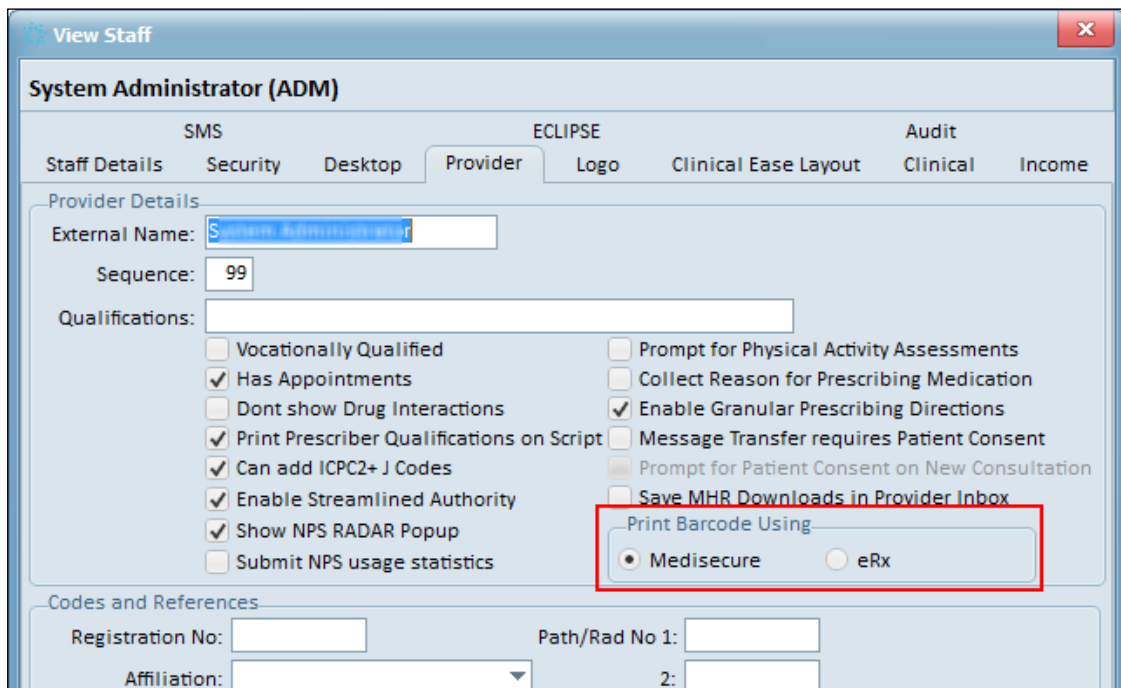 View Staff
System Administrator (ADM)
SMS ECLIPSE Audit
Staff Details Security Desktop Provider Logo Clinical Ease Layout Clinical Income
Provider Details
External Name:
Sequence: 99
Qualifications:
Vocationally Qualified
Has Appointments
Dont show Drug Interactions
Print Prescriber Qualifications on Script
Can add ICPC2+ J Codes
Enable Streamlined Authority
Show NPS RADAR Popup
Submit NPS usage statistics
Prompt for Physical Activity Assessments
Collect Reason for Prescribing Medication
Enable Granular Prescribing Directions
Message Transfer requires Patient Consent
Prompt for Patient Consent on New Consultation
Save MHR Downloads in Provider Inbox
Print Barcode Using
Medisecure eRx
Codes and References
Registration No: Path/Rad No 1:
Affiliation: 2: